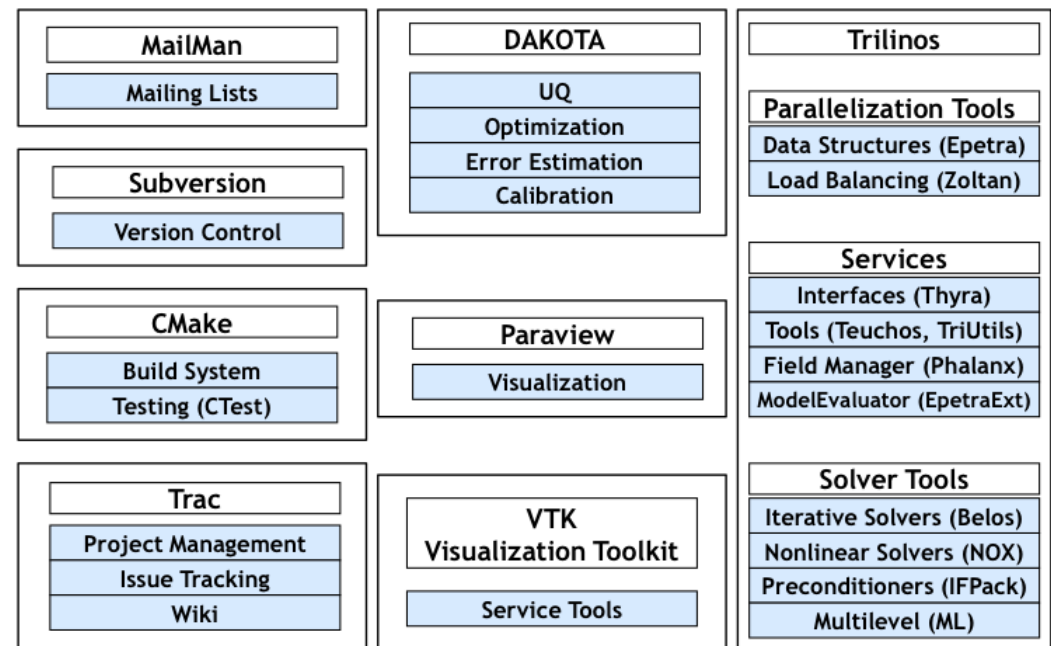 MailMan
Mailing Lists
Subversion
Version Control
CMake
Build System
Testing (CTest)
Trac
Project Management
Issue Tracking
Wiki
DAKOTA
UQ
Optimization
Error Estimation
Calibration
Paraview
Visualization
VTK
Visualization Toolkit
Service Tools
Trilinos
Parallelization Tools
Data Structures (Epetra)
Load Balancing (Zoltan)
Services
Interfaces (Thyra)
Tools (Teuchos, TriUtils)
Field Manager (Phalanx)
ModelEvaluator (EpetraExt)
Solver Tools
Iterative Solvers (Belos)
Nonlinear Solvers (NOX)
Preconditioners (IFPack)
Multilevel (ML)